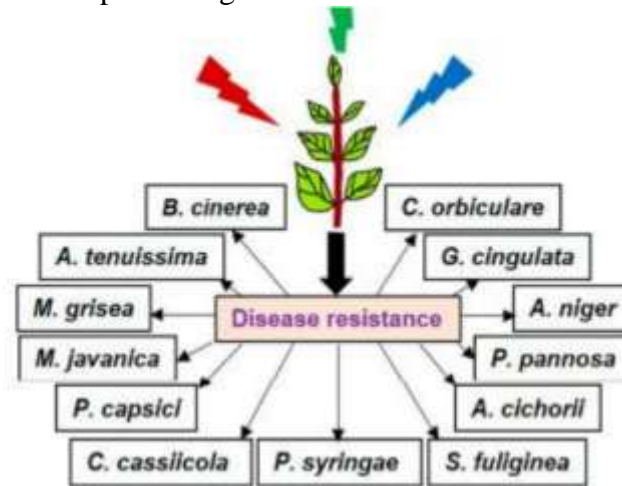 B. cinerea
C. orbiculare
A. tenuissima
G. cingulata
M. grisea
Disease resistance
A. niger
M. javanica
P. pannosa
P. capsici
A. cichorii
C. cassiicola
P. syringae
S. fuliginea